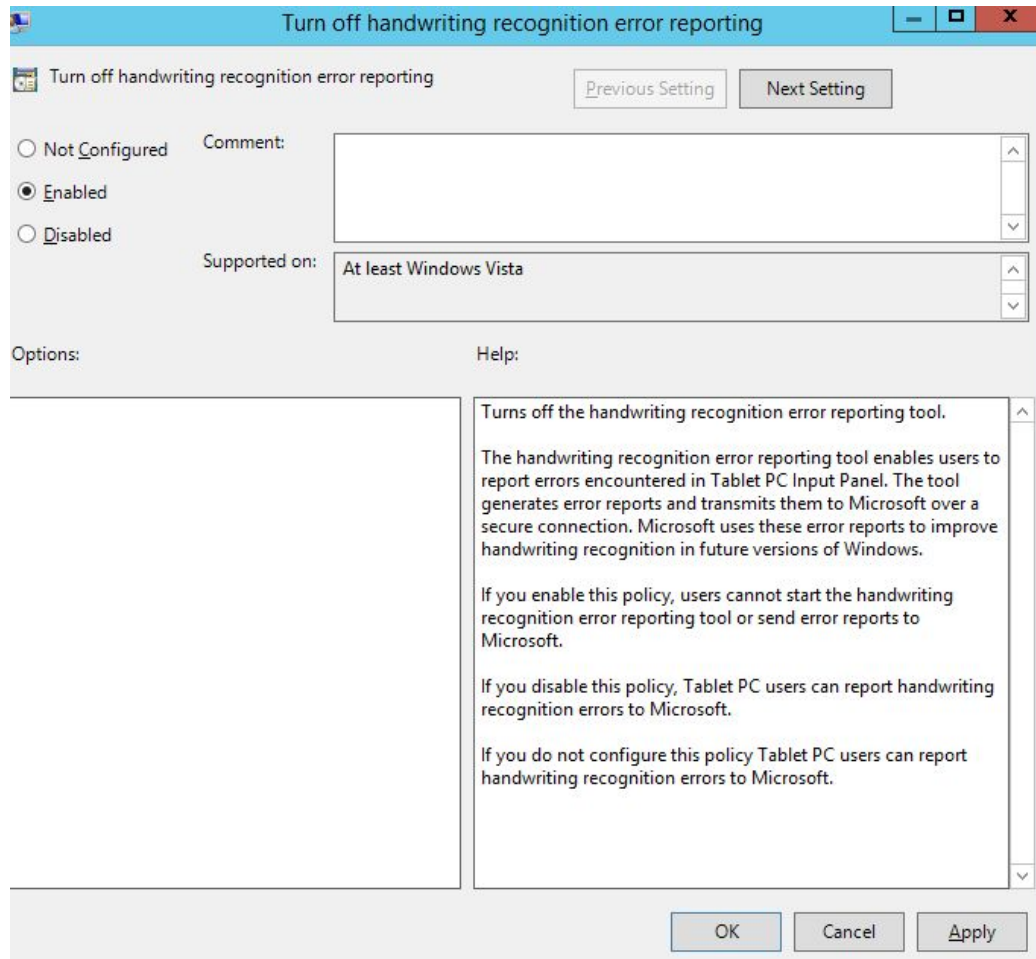 Turn off handwriting recognition error reporting
Turn off handwriting recognition error reporting
Previous Setting
Next Setting
Not Configured
Comment:
Enabled
Disabled
Supported on:
At least Windows Vista
Options:
Help:
Turns off the handwriting recognition error reporting tool.
The handwriting recognition error reporting tool enables users to
report errors encountered in Tablet PC Input Panel. The tool
generates error reports and transmits them to Microsoft over a
secure connection. Microsoft uses these error reports to improve
handwriting recognition in future versions of Windows.
If you enable this policy, users cannot start the handwriting
recognition error reporting tool or send error reports to
Microsoft.
If you disable this policy, Tablet PC users can report handwriting
recognition errors to Microsoft.
If you do not configure this policy Tablet PC users can report
handwriting recognition errors to Microsoft.
OK
Cancel
Apply